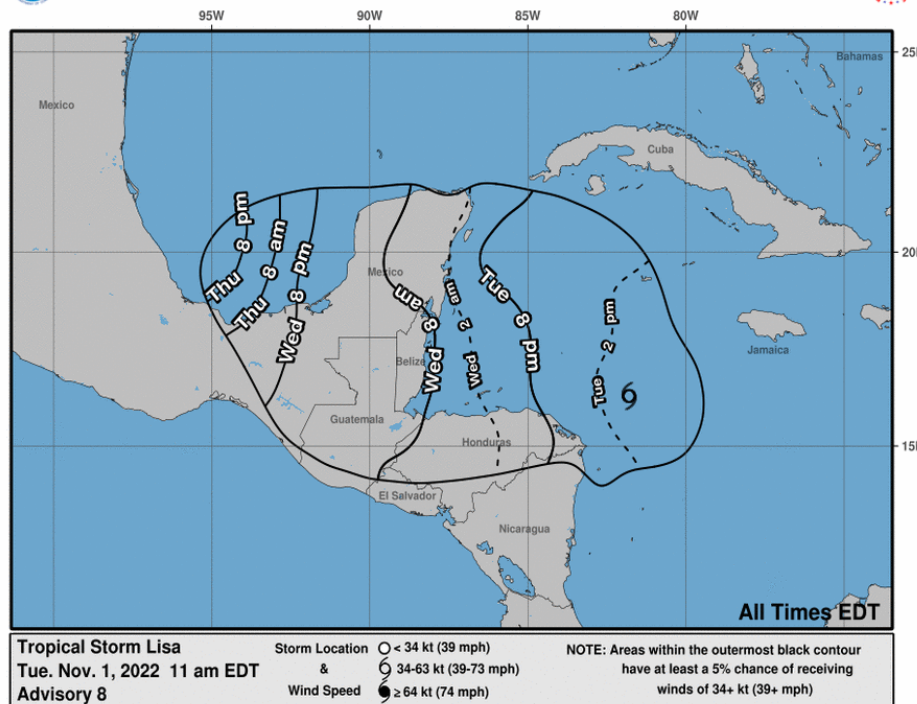 95W 90W 85W 80W
25N
Bahamas
Mexico
Cuba
Thu 8 pm
Thu 8 am
Wed 8 pm
20N
Mexico
Wed 8 am
Wed 2 am
Tue 8 pm
Tue 2 pm
Jamaica
Belize
Guatemala
15N
Honduras
El Salvador
Nicaragua
All Times EDT
Tropical Storm Lisa
Tue. Nov. 1, 2022 11 am EDT
Advisory 8
Storm Location
&
Wind Speed
< 34 kt (39 mph)
34-63 kt (39-73 mph)
≥ 64 kt (74 mph)
NOTE: Areas within the outermost black contour
have at least a 5% chance of receiving
winds of 34+ kt (39+ mph)